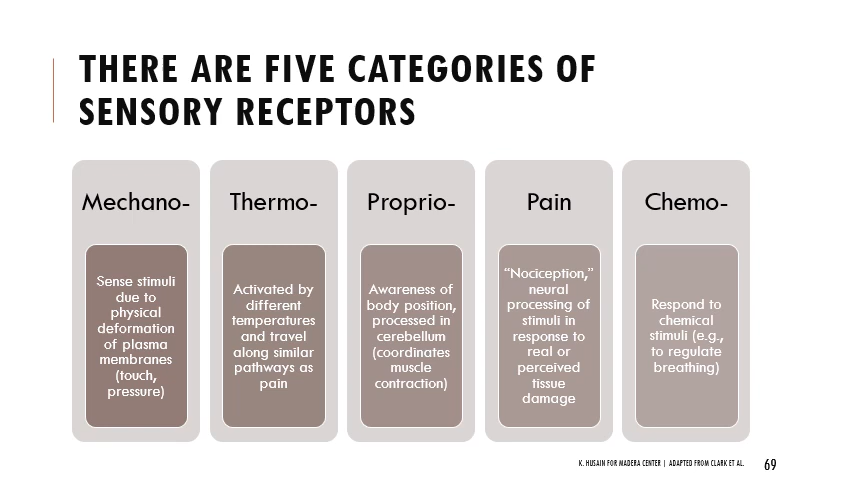 THERE ARE FIVE CATEGORIES OF
SENSORY RECEPTORS
Mechano-
Sense stimuli
due to
physical
deformation
of plasma
membranes
(touch,
pressure)
Thermo-
Activated by
different
temperatures
and travel
along similar
pathways as
pain
Proprio-
Awareness of
body position,
processed in
cerebellum
(coordinates
muscle
contraction)
Pain
“Nociception,”
neural
processing of
stimuli in
response to
real or
perceived
tissue
damage
Chemo-
Respond to
chemical
stimuli (e.g.,
to regulate
breathing)
K. HUSAIN FOR MADERA CENTER | ADAPTED FROM CLARK ET AL.
69